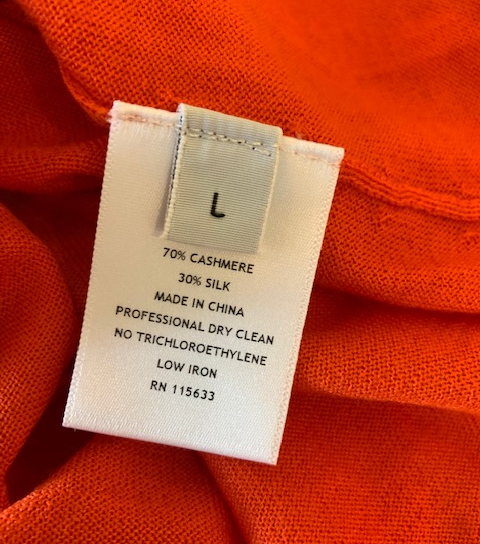 L
70% CASHMERE
30% SILK
MADE IN CHINA
PROFESSIONAL DRY CLEAN
NO TRICHLOROETHYLENE
LOW IRON
RN 115633